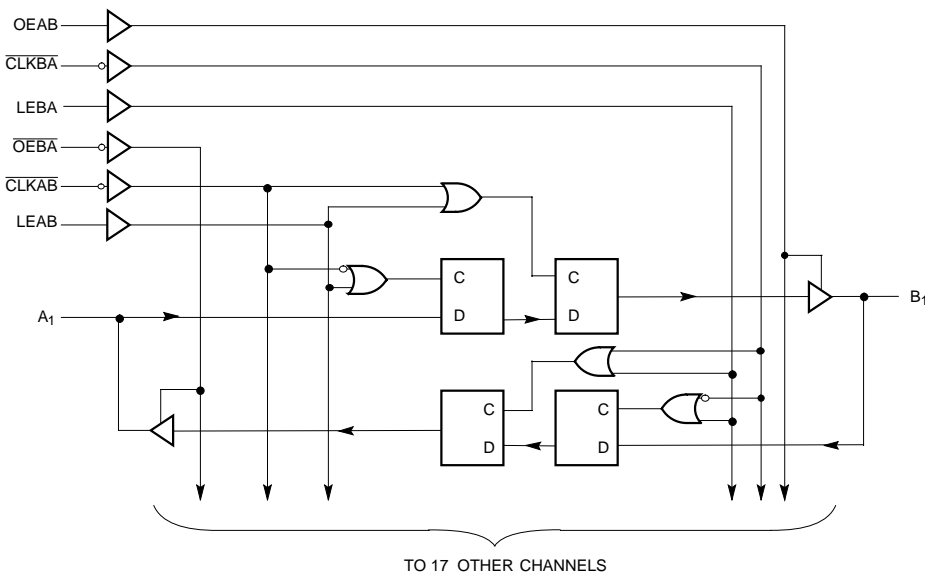 OEAB
CLKBA
LEBA
OEBA
CLKAB
LEAB
C
D
C
D
A1
B1
C
D
C
D
TO 17 OTHER CHANNELS